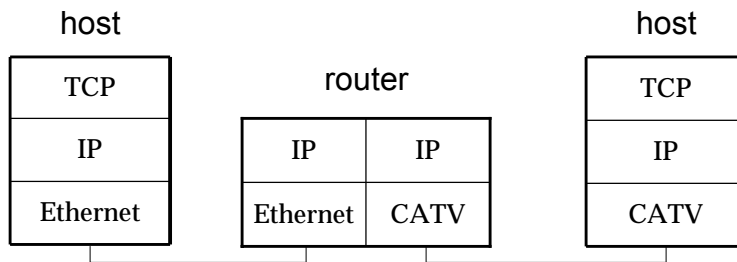 host
TCP
IP
Ethernet
router
IP IP
Ethernet CATV
host
TCP
IP
CATV